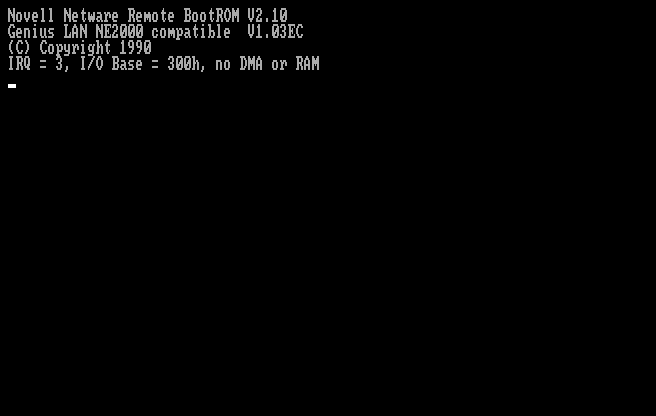 Novell Netware Remote BootROM V2.10
Genius LAN NE2000 compatible  V1.03EC
(C) Copyright 1990
IRQ = 3, I/O Base = 300h, no DMA or RAM